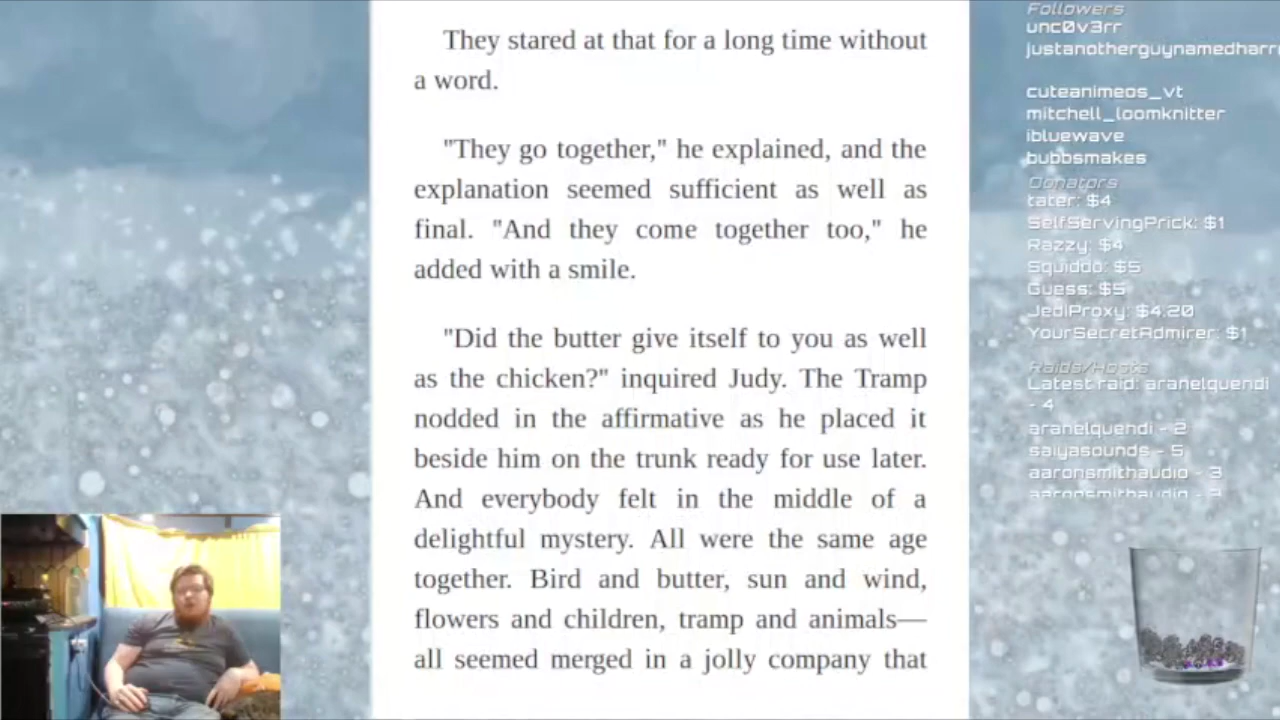 They stared at that for a long time without
a word.
"They go together," he explained, and the
explanation seemed sufficient as well as
final. "And they come together too," he
added with a smile.
"Did the butter give itself to you as well
as the chicken?" inquired Judy. The Tramp
nodded in the affirmative as he placed it
beside him on the trunk ready for use later.
And everybody felt in the middle of a
delightful mystery. All were the same age
together. Bird and butter, sun and wind,
flowers and children, tramp and animals—
all seemed merged in a jolly company that
Followers
unc0v3rr
justanotherguynamedharr
cuteanimeos_vt
mitchell_loomknitter
ibluewave
bubbsmakes
Donators
tater: $4
SelfServingPrick: $1
Razzy: $4
Squiddo: $5
Guess: $5
JediProxy: $4.20
YourSecretAdmirer: $1
Raids/Hosts
Latest raid: aranelquendi
- 4
aranelquendi - 2
saiyasounds - 5
aaronsmithaudio - 3